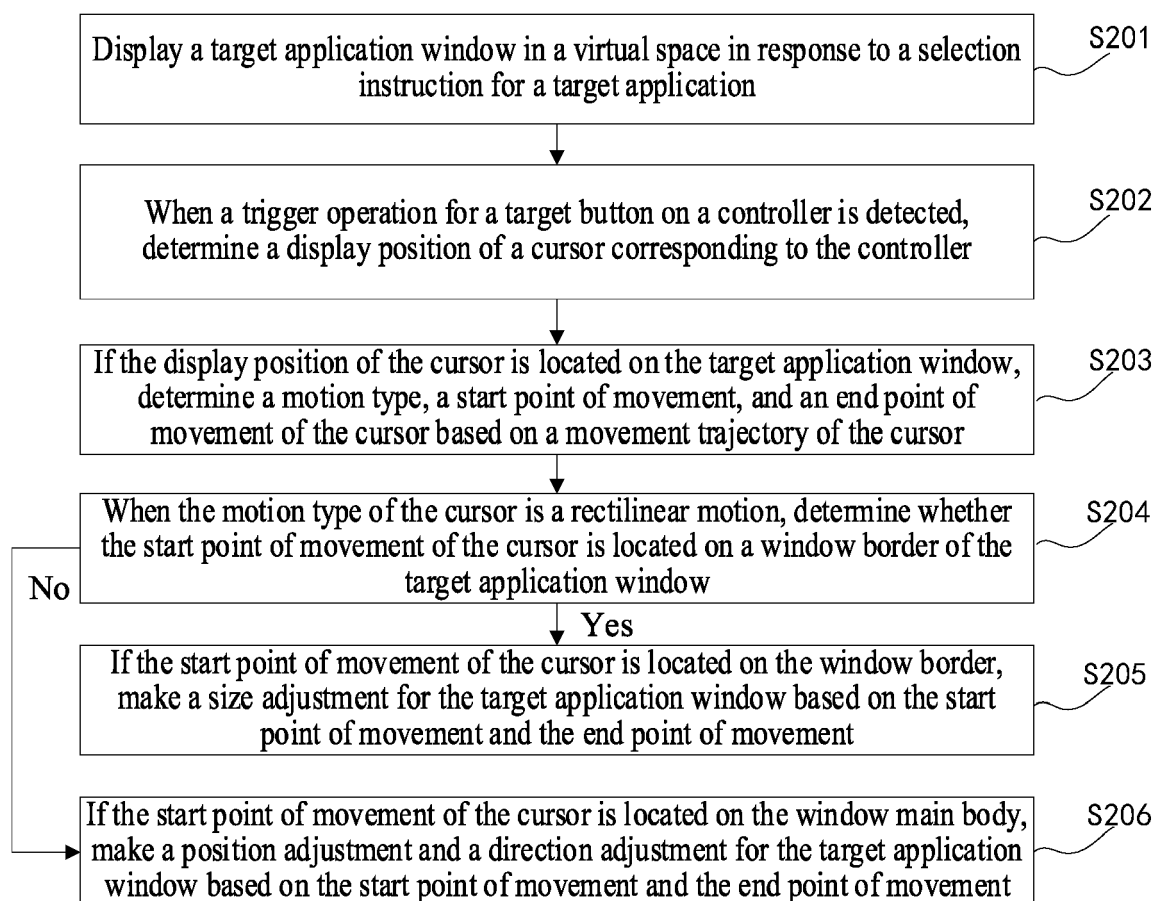 Display a target application window in a virtual space in response to a selection
instruction for a target application
S201
When a trigger operation for a target button on a controller is detected,
determine a display position of a cursor corresponding to the controller
S202
If the display position of the cursor is located on the target application window,
determine a motion type, a start point of movement, and an end point of
movement of the cursor based on a movement trajectory of the cursor
S203
When the motion type of the cursor is a rectilinear motion, determine whether
the start point of movement of the cursor is located on a window border of the
target application window
S204
No
Yes
If the start point of movement of the cursor is located on the window border,
make a size adjustment for the target application window based on the start
point of movement and the end point of movement
S205
If the start point of movement of the cursor is located on the window main body,
make a position adjustment and a direction adjustment for the target application
window based on the start point of movement and the end point of movement
S206